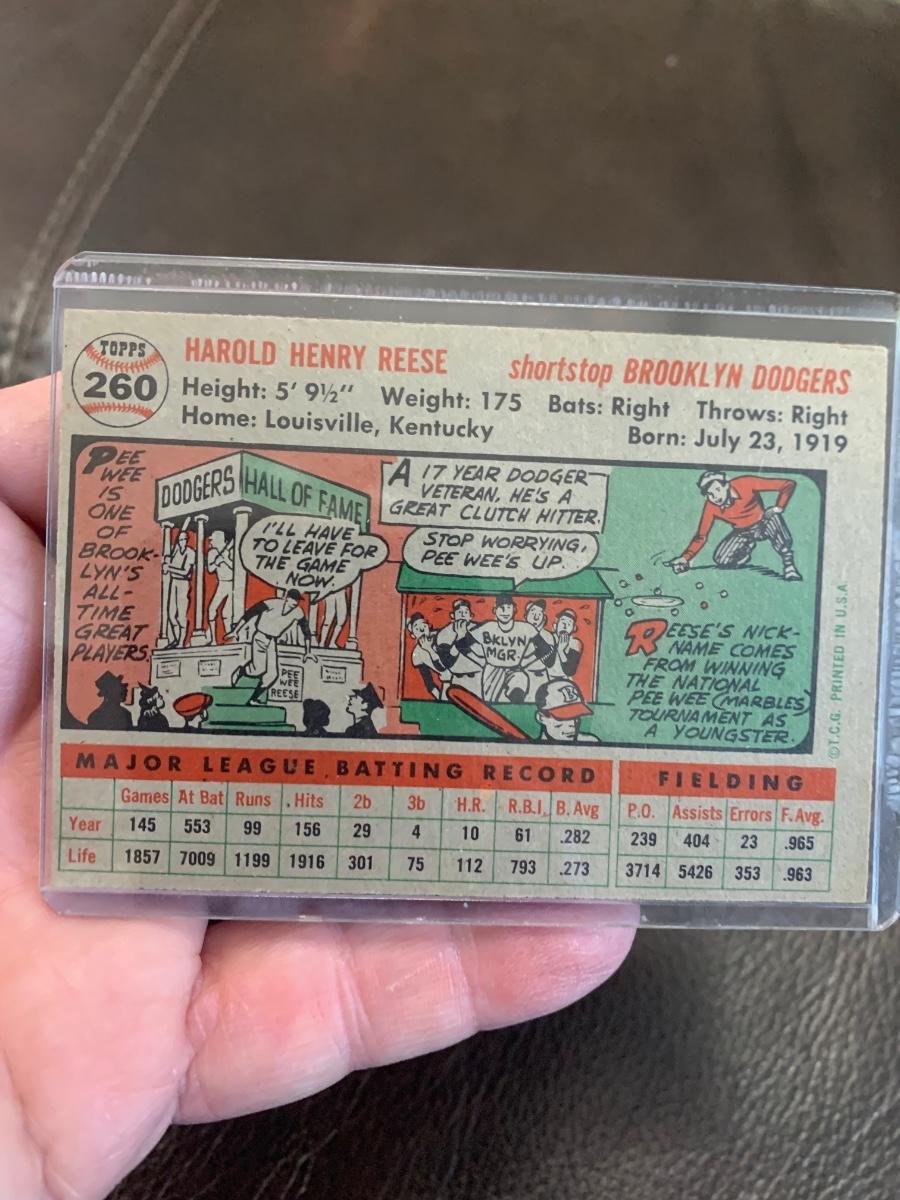 TOPPS
260
HAROLD HENRY REESE
shortstop BROOKLYN DODGERS
Height: 5' 9½" Weight: 175 Bats: Right Throws: Right
Home: Louisville, Kentucky
Born: July 23, 1919
PEE
WEE
IS
ONE
OF
BROOK-
LYN'S
ALL-
TIME
GREAT
PLAYERS.
DODGERS HALL OF FAME
I'LL HAVE
TO LEAVE FOR
THE GAME
NOW.
PEE
WEE
REESE
A 17 YEAR DODGER
VETERAN, HE'S A
GREAT CLUTCH HITTER.
STOP WORRYING,
PEE WEE'S UP.
BKLYN
MGR.
B
REESE'S NICK-
NAME COMES
FROM WINNING
THE NATIONAL
PEE WEE (MARBLES)
TOURNAMENT AS
A YOUNGSTER.
©T.C.G. PRINTED IN U.S.A.
MAJOR LEAGUE BATTING RECORD
FIELDING
Games At Bat Runs Hits 2b 3b H.R. R.B.I. B. Avg P.O. Assists Errors F. Avg.
Year 145 553 99 156 29 4 10 61 .282 239 404 23 .965
Life 1857 7009 1199 1916 301 75 112 793 .273 3714 5426 353 .963